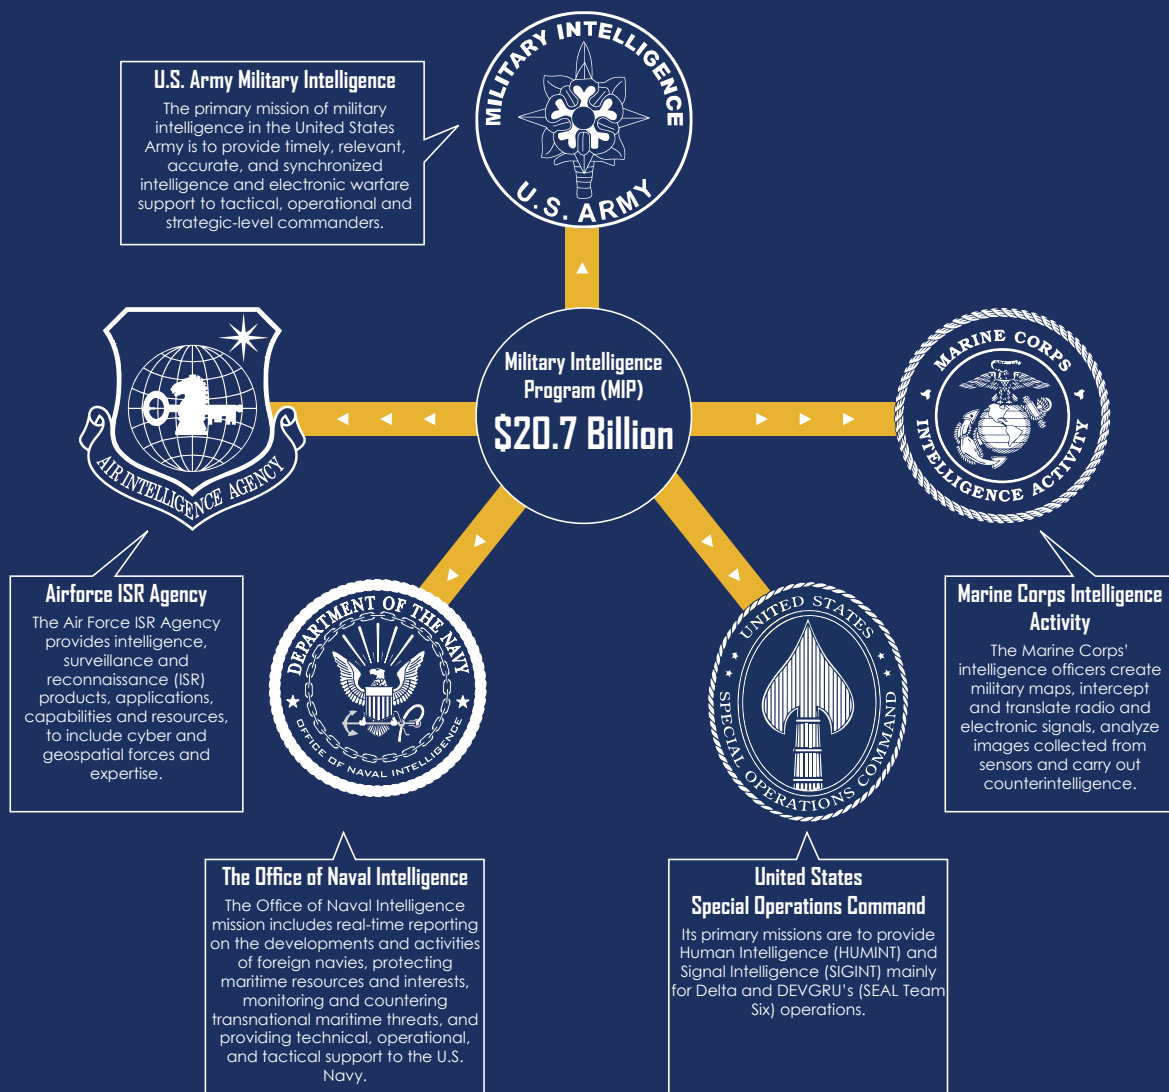 MILITARY INTELLIGENCE
U.S. ARMY
U.S. Army Military Intelligence
The primary mission of military
intelligence in the United States
Army is to provide timely, relevant,
accurate, and synchronized
intelligence and electronic warfare
support to tactical, operational and
strategic-level commanders.
Military Intelligence
Program (MIP)
$20.7 Billion
AIR INTELLIGENCE AGENCY
MARINE CORPS
INTELLIGENCE ACTIVITY
Airforce ISR Agency
The Air Force ISR Agency
provides intelligence,
surveillance and
reconnaissance (ISR)
products, applications,
capabilities and resources,
to include cyber and
geospatial forces and
expertise.
DEPARTMENT OF THE NAVY
OFFICE OF NAVAL INTELLIGENCE
UNITED STATES
SPECIAL OPERATIONS COMMAND
Marine Corps Intelligence
Activity
The Marine Corps'
intelligence officers create
military maps, intercept
and translate radio and
electronic signals, analyze
images collected from
sensors and carry out
counterintelligence.
The Office of Naval Intelligence
The Office of Naval Intelligence
mission includes real-time reporting
on the developments and activities
of foreign navies, protecting
maritime resources and interests,
monitoring and countering
transnational maritime threats, and
providing technical, operational,
and tactical support to the U.S.
Navy.
United States
Special Operations Command
Its primary missions are to provide
Human Intelligence (HUMINT) and
Signal Intelligence (SIGINT) mainly
for Delta and DEVGRU's (SEAL Team
Six) operations.